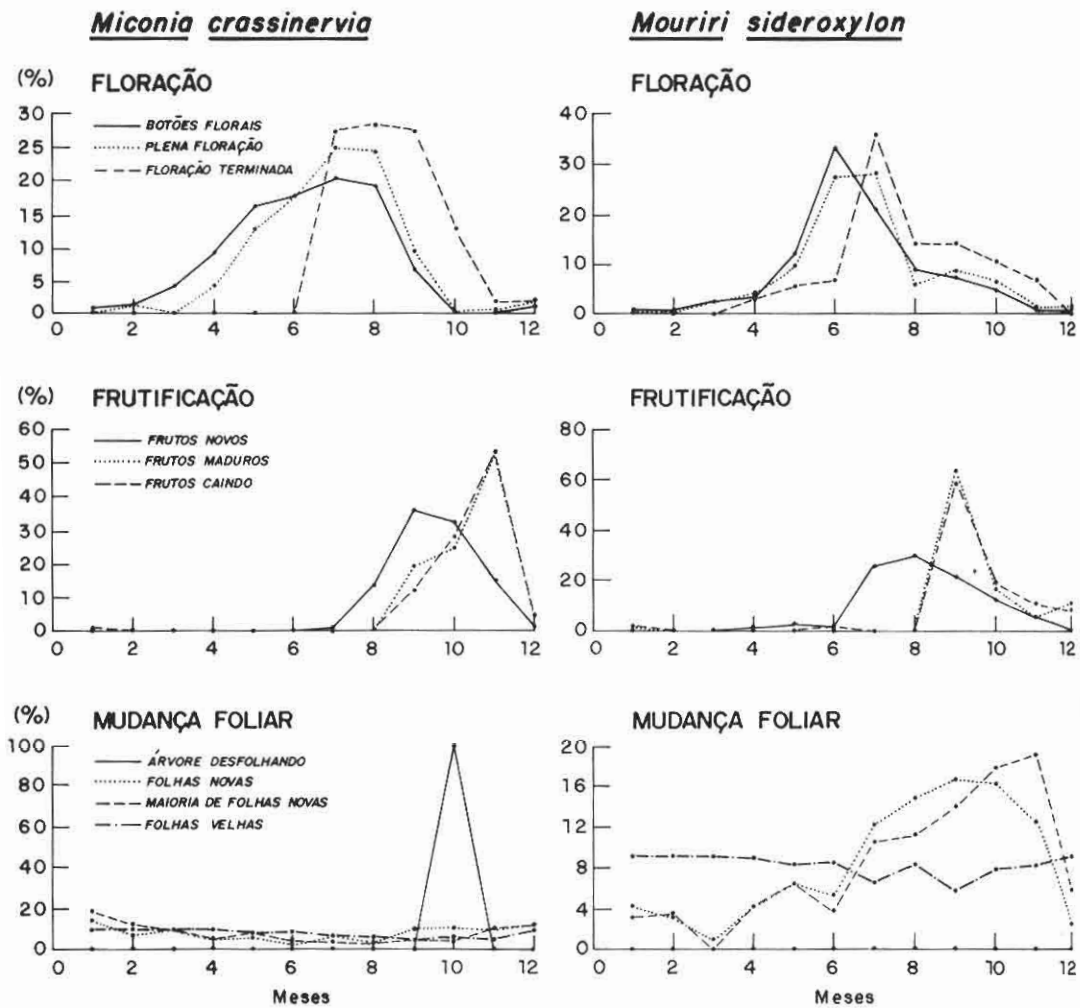 Miconia crassinervia
Mouriri sideroxylon
(%) FLORAÇÃO
30
25
20
15
10
5
0
BOTÕES FLORAIS
PLENA FLORAÇÃO
FLORAÇÃO TERMINADA
0 2 4 6 8 10 12
FLORAÇÃO
40
30
20
10
0
0 2 4 6 8 10 12
(%) FRUTIFICAÇÃO
60
50
40
30
20
10
0
FRUTOS NOVOS
FRUTOS MADUROS
FRUTOS CAINDO
0 2 4 6 8 10 12
FRUTIFICAÇÃO
80
60
40
20
0
0 2 4 6 8 10 12
(%) MUDANÇA FOLIAR
100
80
60
40
20
0
ÁRVORE DESFOLHANDO
FOLHAS NOVAS
MAIORIA DE FOLHAS NOVAS
FOLHAS VELHAS
0 2 4 6 8 10 12
Meses
MUDANÇA FOLIAR
20
16
12
8
4
0
0 2 4 6 8 10 12
Meses